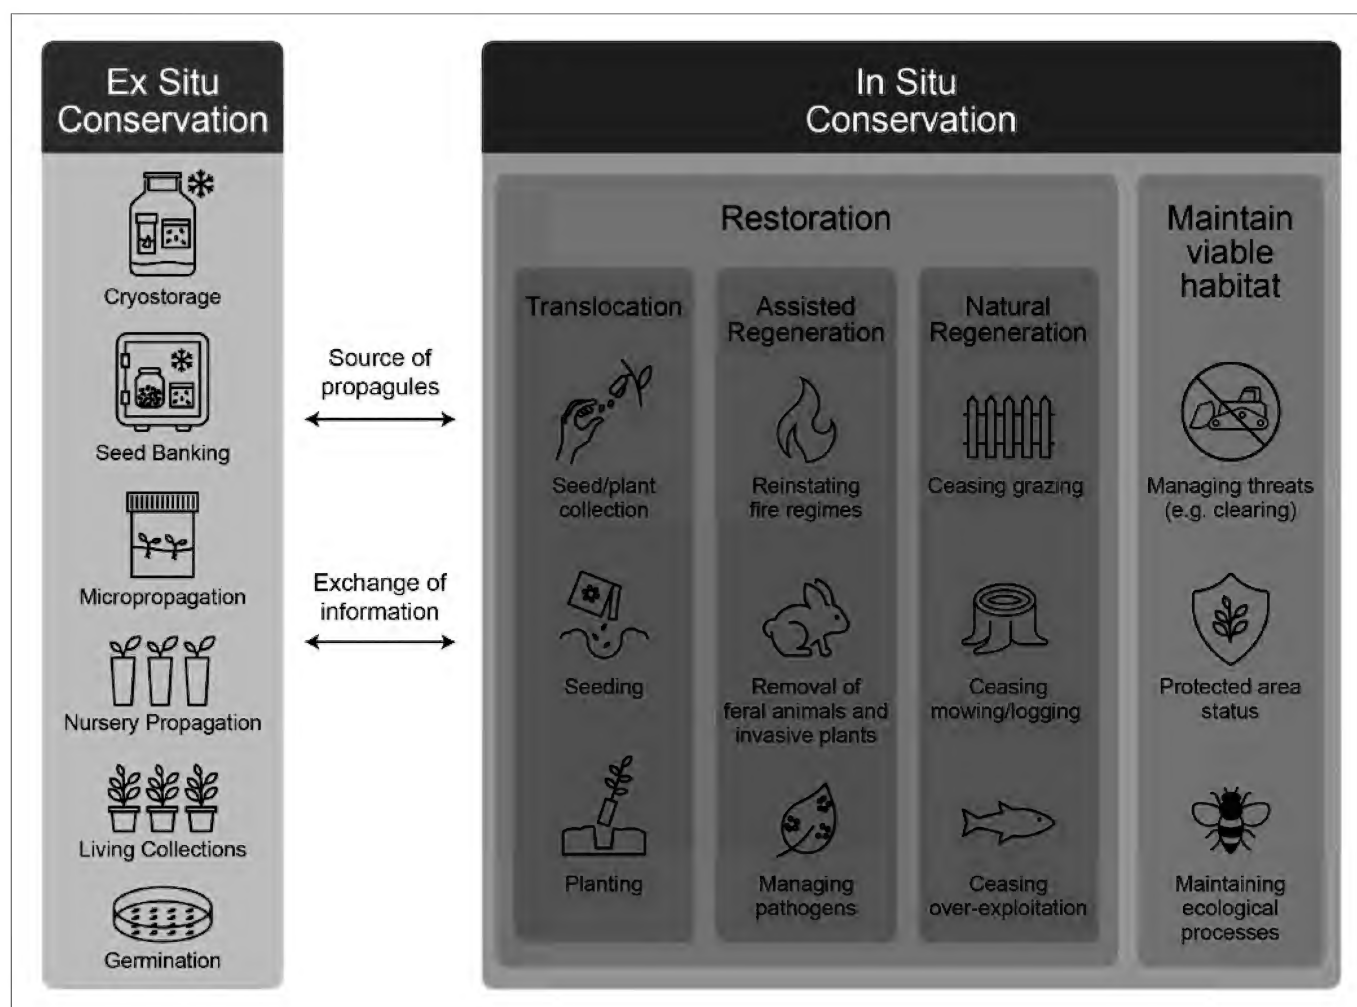 Ex Situ
Conservation
Cryostorage
Seed Banking
Micropropagation
Nursery Propagation
Living Collections
Germination
Source of
propagules
Exchange of
information
In Situ
Conservation
Restoration
Translocation
Seed/plant
collection
Seeding
Planting
Assisted
Regeneration
Reinstating
fire regimes
Removal of
feral animals and
invasive plants
Managing
pathogens
Natural
Regeneration
Ceasing grazing
Ceasing
mowing/logging
Ceasing
over-exploitation
Maintain
viable
habitat
Managing threats
(e.g. clearing)
Protected area
status
Maintaining
ecological
processes